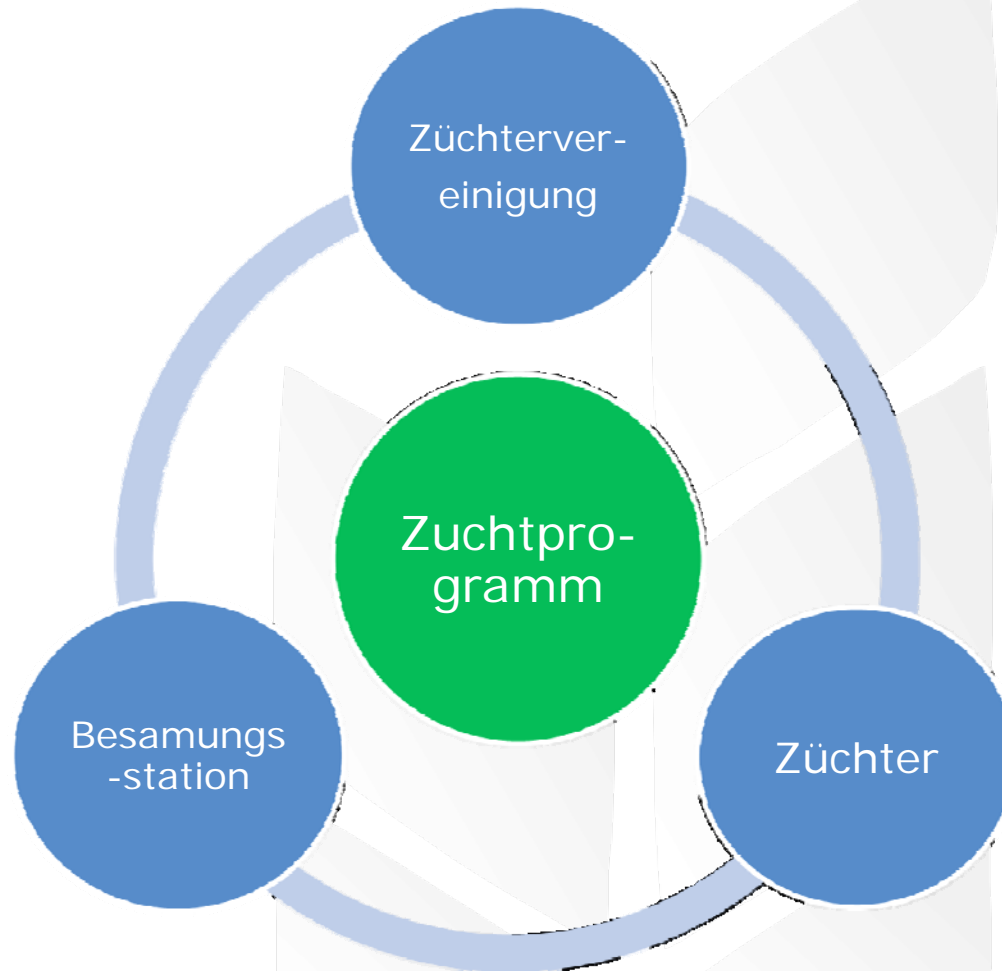 Züchterver-
einigung
Zuchtpro-
gramm
Besamungs
-station
Züchter